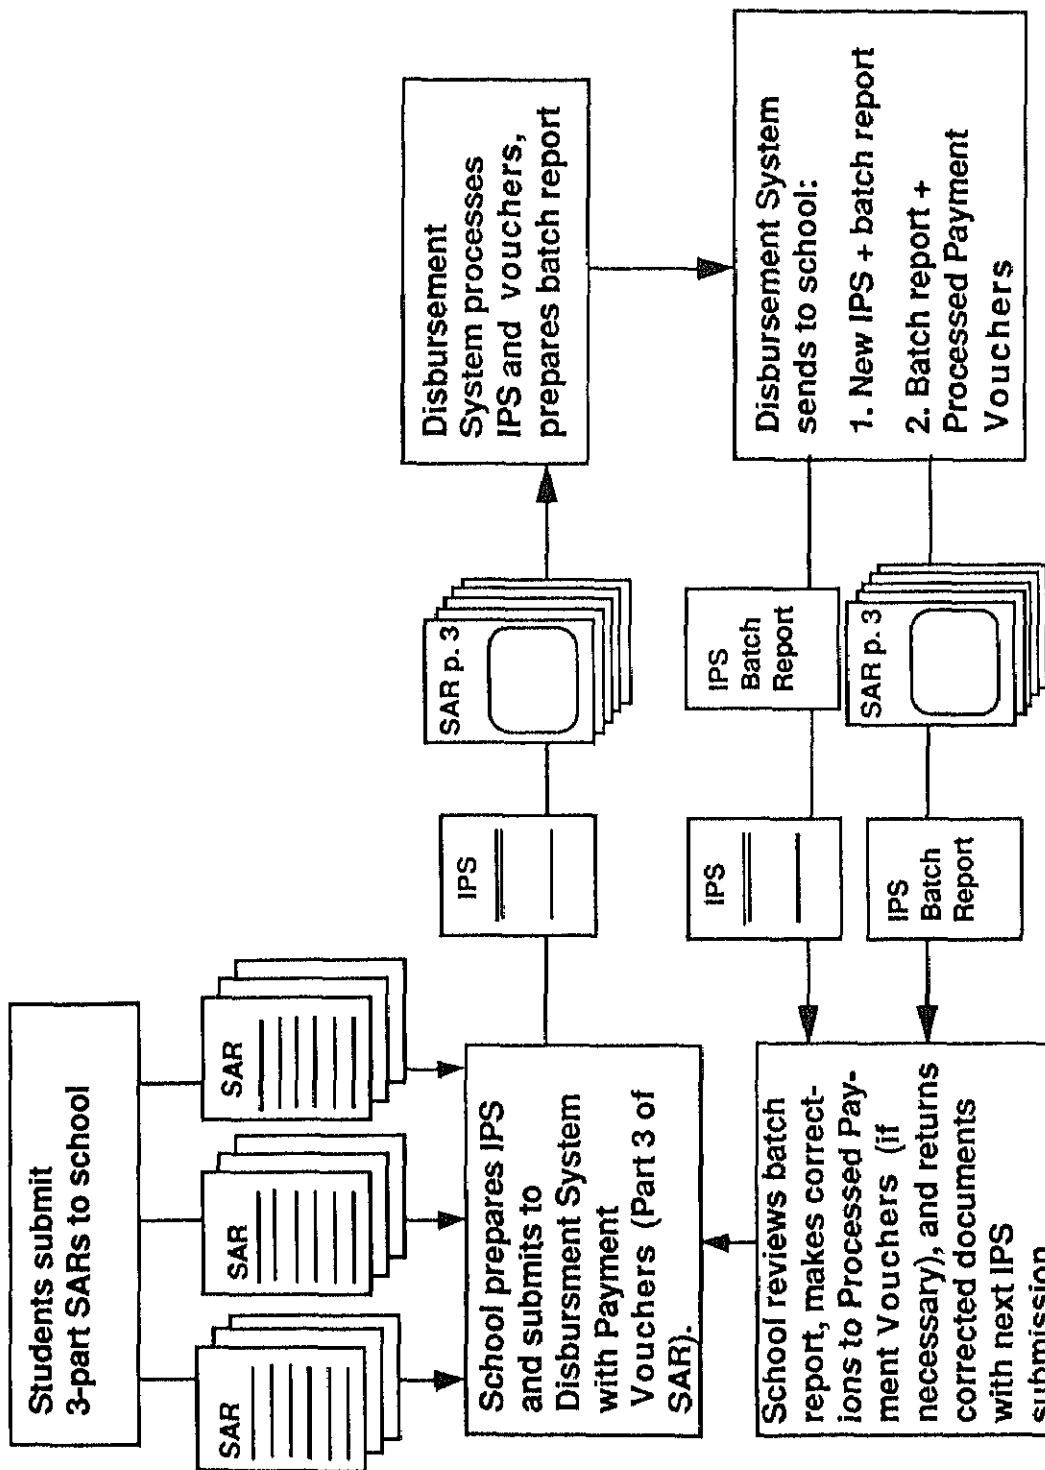 Students submit
3-part SARs to school
SAR
SAR
SAR
School prepares IPS
and submits to
Disbursment System
with Payment
Vouchers (Part 3 of
SAR).
IPS
SAR p. 3
Disbursement
System processes
IPS and vouchers,
prepares batch report
Disbursement System
sends to school:
1. New IPS + batch report
2. Batch report +
Processed Payment
Vouchers
IPS
Batch
Report
SAR p. 3
IPS
IPS
Batch
Report
School reviews batch
report, makes correct-
ions to Processed Pay-
ment Vouchers (if
necessary), and returns
corrected documents
with next IPS
submission